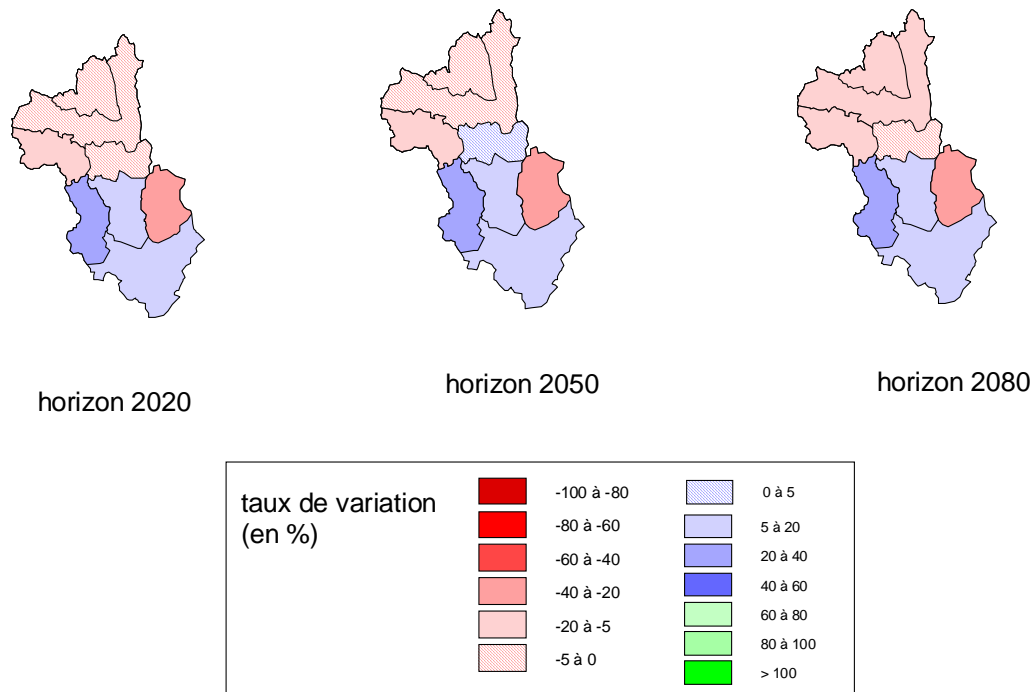 horizon 2020
horizon 2050
horizon 2080
taux de variation
(en %)
-100 à -80
-80 à -60
-60 à -40
-40 à -20
-20 à -5
-5 à 0
0 à 5
5 à 20
20 à 40
40 à 60
60 à 80
80 à 100
> 100